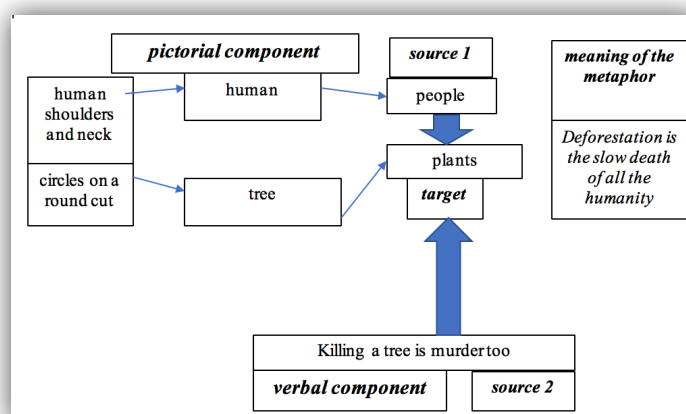 pictorial component
human
human
shoulders
and neck
circles on a
round cut
tree
source 1
people
plants
target
meaning of the
metaphor
Deforestation is
the slow death
of all the
humanity
Killing a tree is murder too
verbal component
source 2